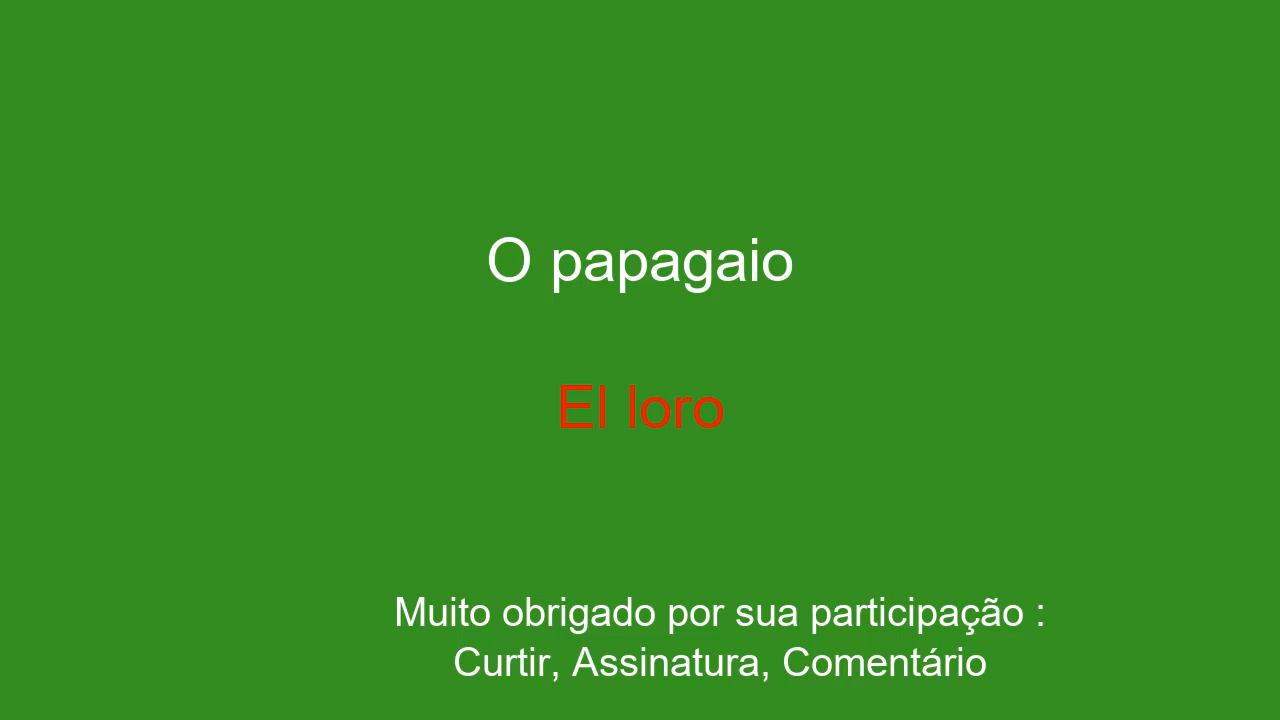 O papagaio
El loro
Muito obrigado por sua participação :
Curtir, Assinatura, Comentário